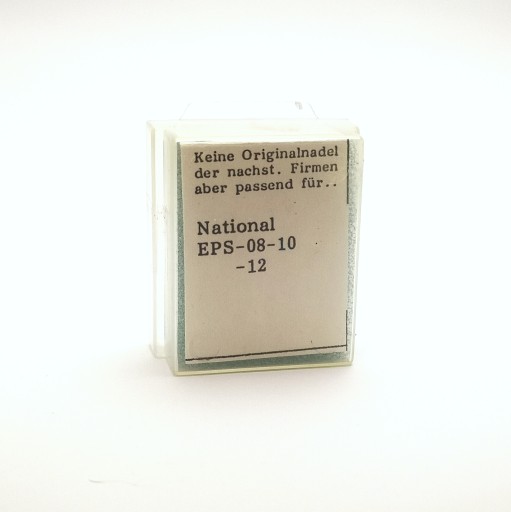 Keine Originalnadel
der nachst. Firmen
aber passend für..
National
EPS-08-10
-12